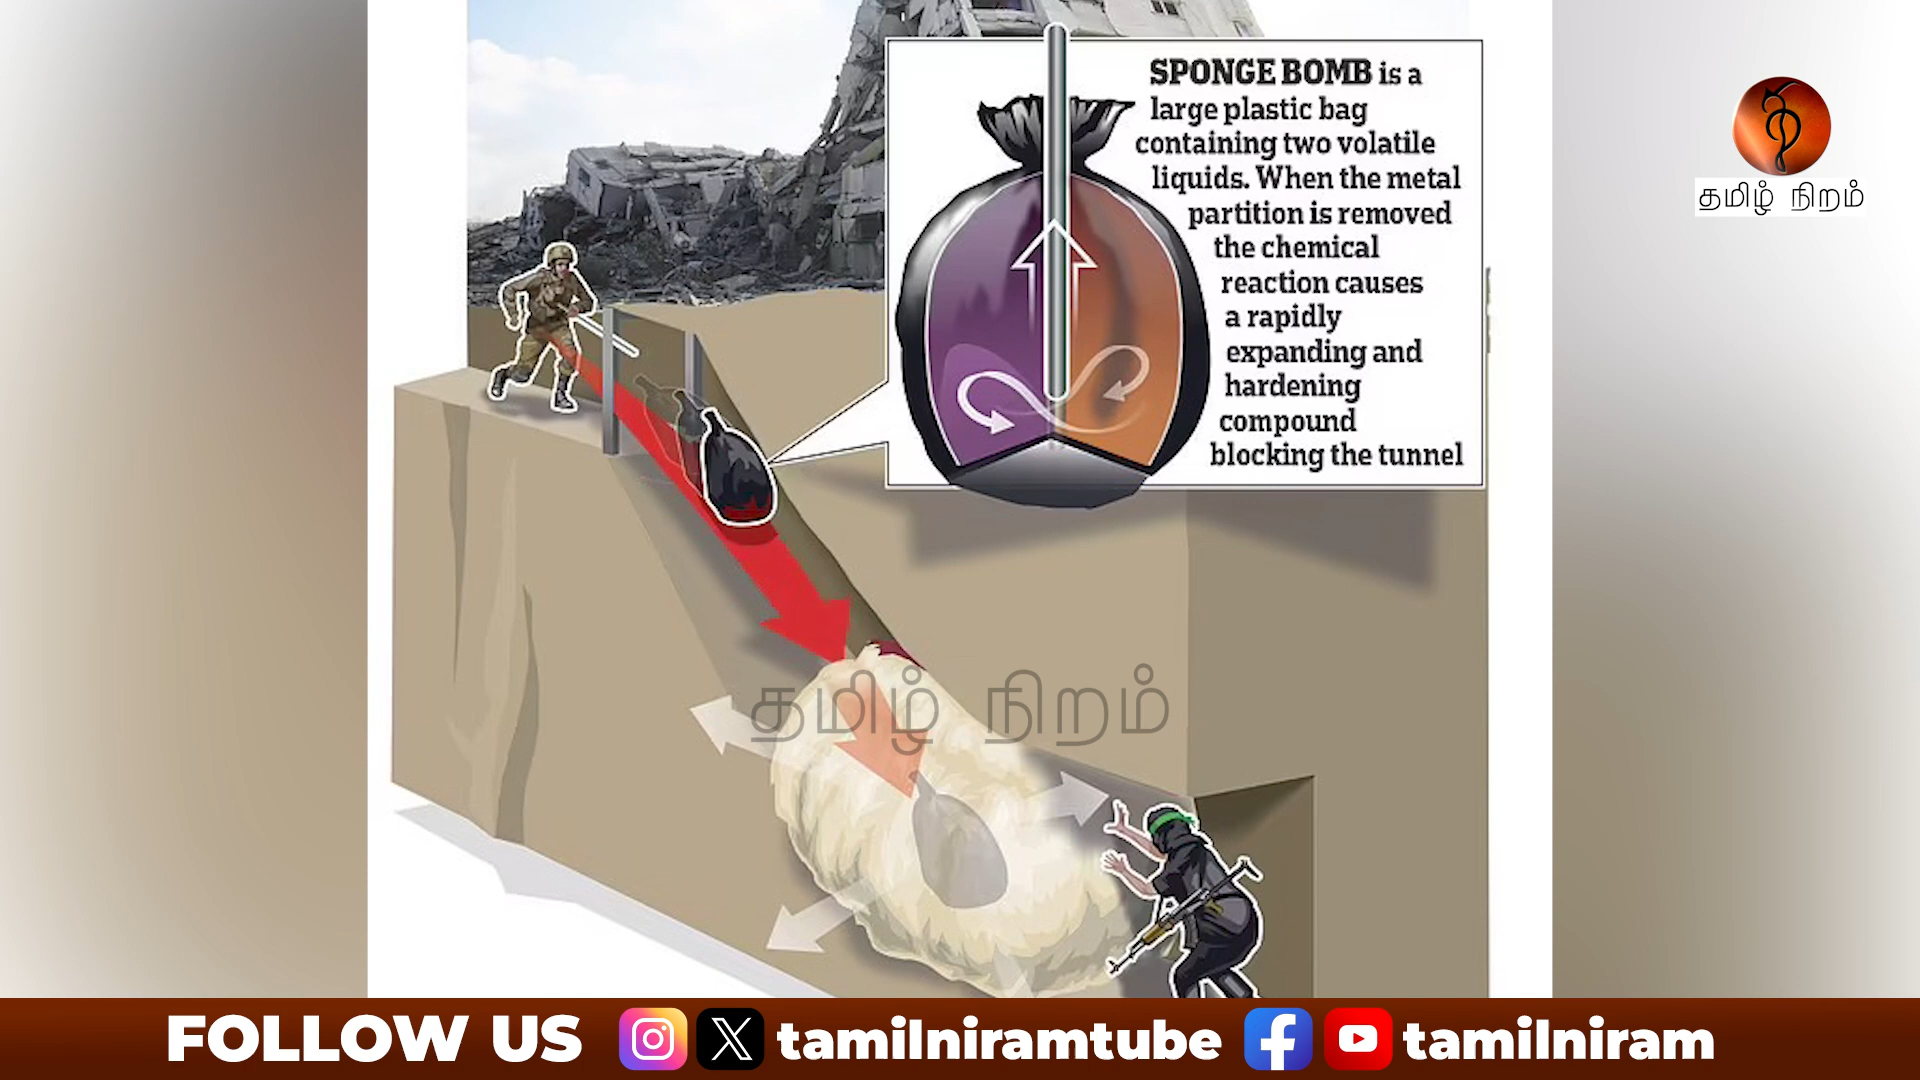 SPONGE BOMB is a
large plastic bag
containing two volatile
liquids. When the metal
partition is removed
the chemical
reaction causes
a rapidly
expanding and
hardening
compound
blocking the tunnel
தமிழ் நிறம்
தமிழ் நிறம்
FOLLOW US tamilniramtube tamilniram